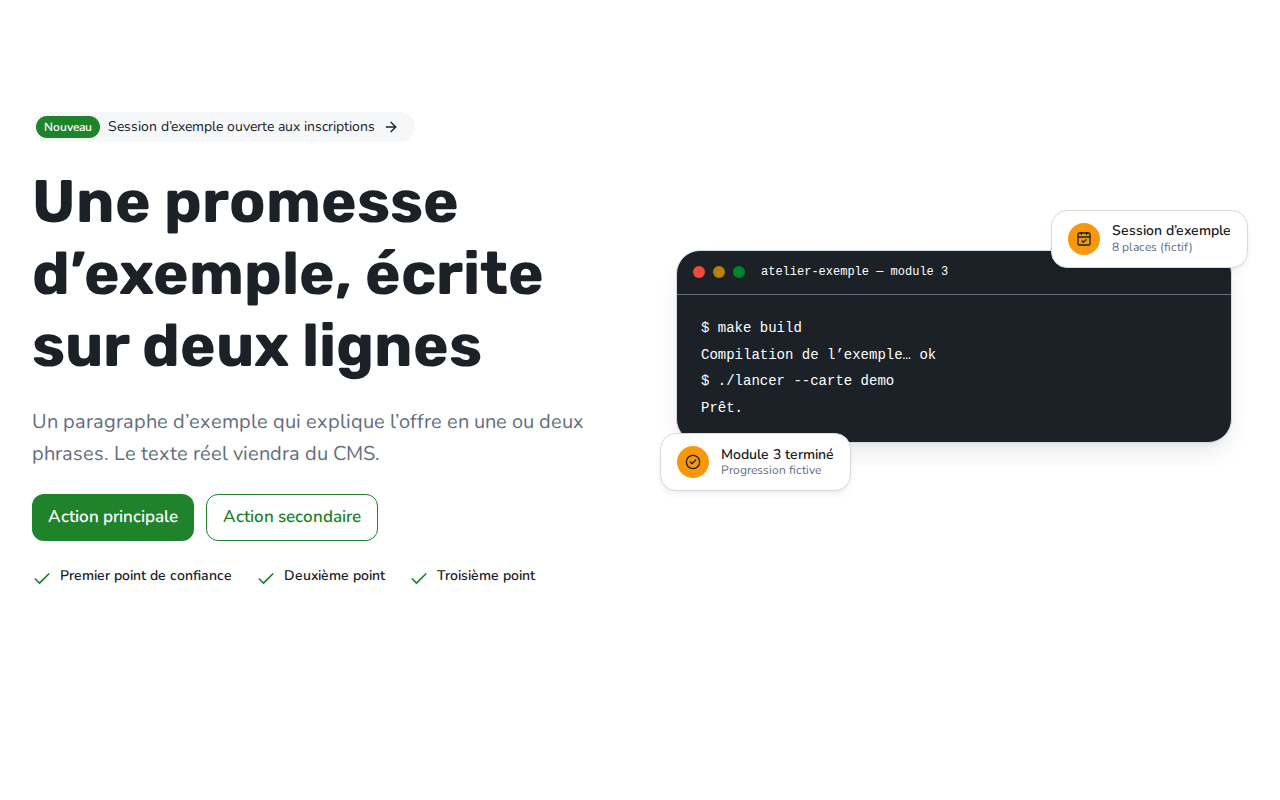 Nouveau Session d’exemple ouverte aux inscriptions
Une promesse
d’exemple, écrite
sur deux lignes
Un paragraphe d’exemple qui explique l’offre en une ou deux
phrases. Le texte réel viendra du CMS.
Action principale
Action secondaire
Premier point de confiance
Deuxième point
Troisième point
Session d’exemple
8 places (fictif)
atelier-exemple — module 3
$ make build
Compilation de l’exemple… ok
$ ./lancer --carte demo
Prêt.
Module 3 terminé
Progression fictive